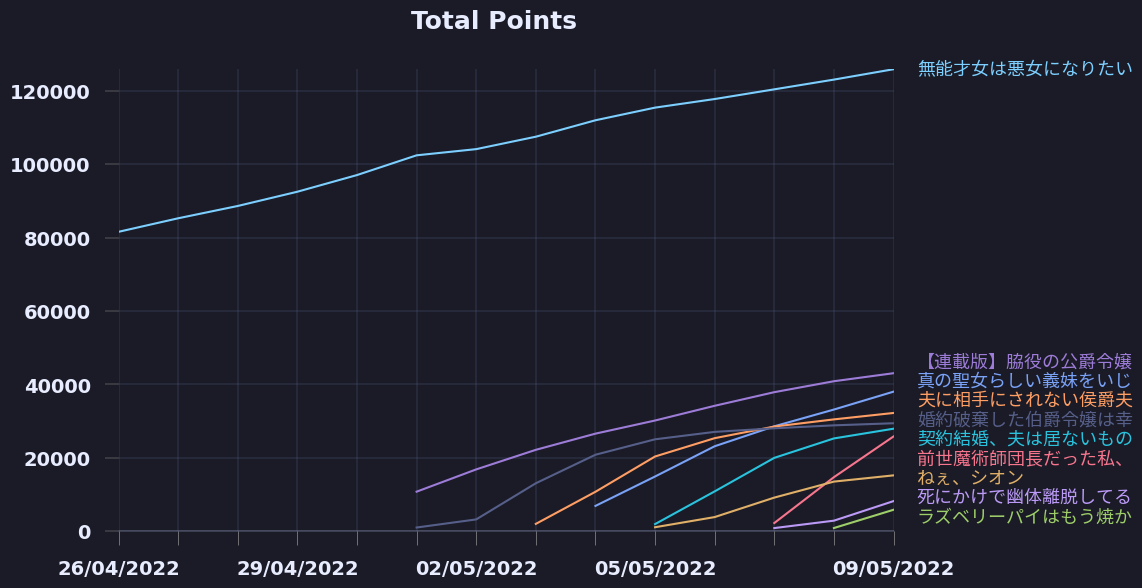 Total Points
120000
100000
80000
60000
40000
20000
0
26/04/2022
29/04/2022
02/05/2022
05/05/2022
09/05/2022
無能才女は悪女になりたい
【連載版】脇役の公爵令嬢
真の聖女らしい義妹をいじ
夫に相手にされない侯爵夫
婚約破棄した伯爵令嬢は幸
契約結婚、夫は居ないもの
前世魔術師団長だった私、
ねぇ、シオン
死にかけで幽体離脱してる
ラズベリーパイはもう焼か